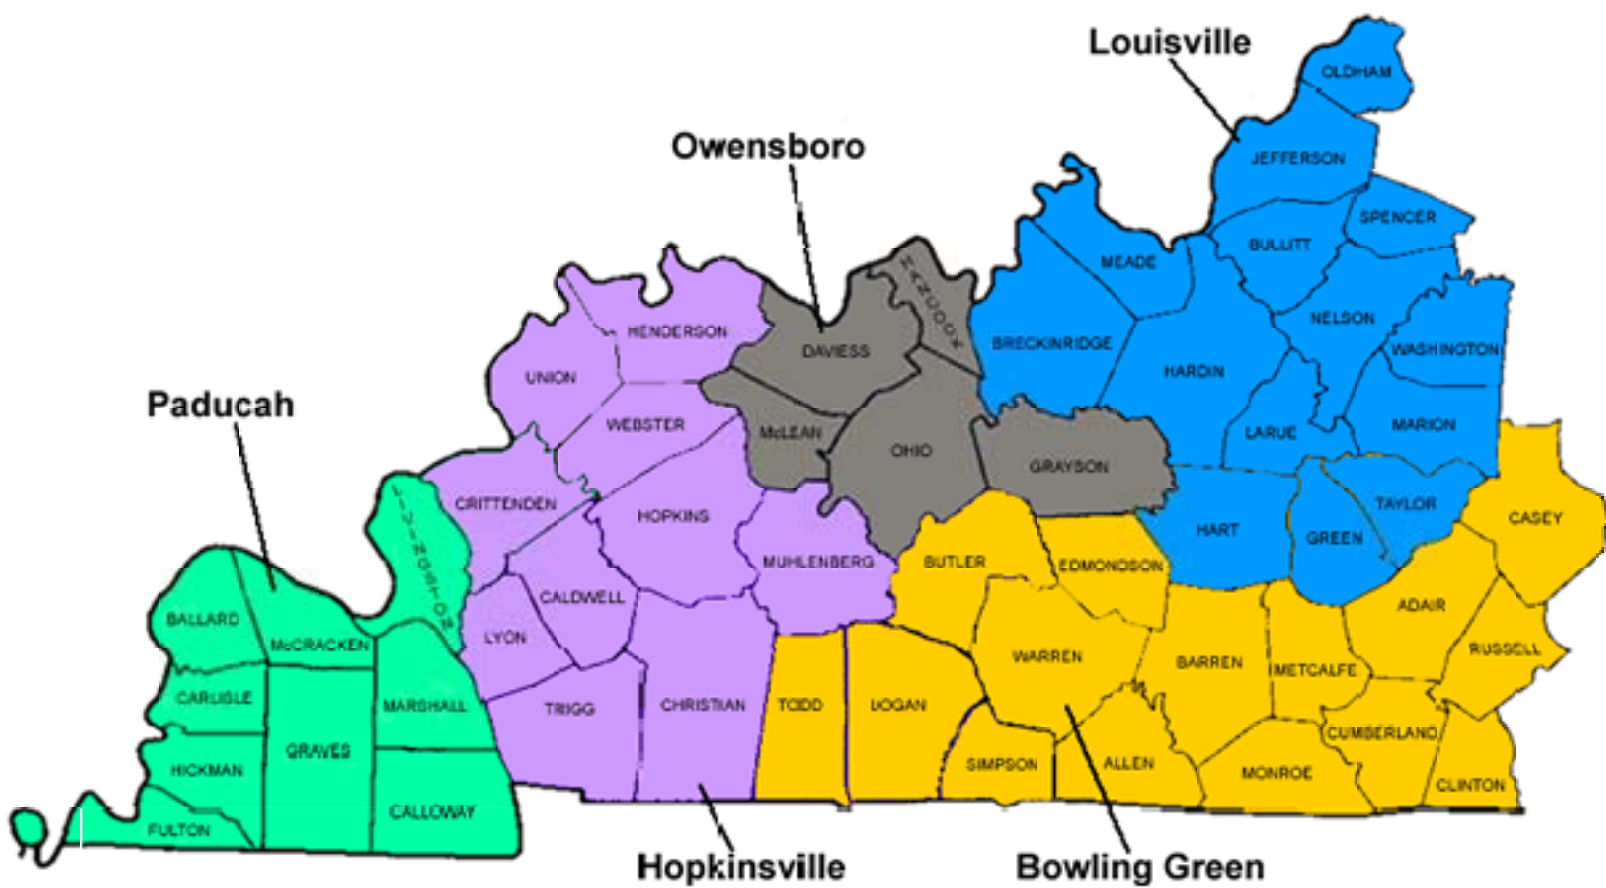 Louisville
OLDHAM
Owensboro
JEFFERSON
SPENCER
BULLITT
MEADE
HANCOCK
NELSON
HENDERSON
DAVIESS
BRECKINRIDGE
WASHINGTON
HARDIN
UNION
Paducah
WEBSTER
McLEAN
LARUE
MARION
OHIO
GRAYSON
LIVINGSTON
CRITTENDEN
HOPKINS
TAYLOR
CASEY
HART
GREEN
MUHLENBERG
BUTLER
EDMONDSON
CALDWELL
ADAIR
BALLARD
McCRACKEN
LYON
WARREN
BARREN
METCALFE
RUSSELL
CARLISLE
MARSHALL
TRIGG
CHRISTIAN
TODD
LOGAN
CUMBERLAND
GRAVES
HICKMAN
SIMPSON
ALLEN
MONROE
CLINTON
CALLOWAY
FULTON
Hopkinsville
Bowling Green